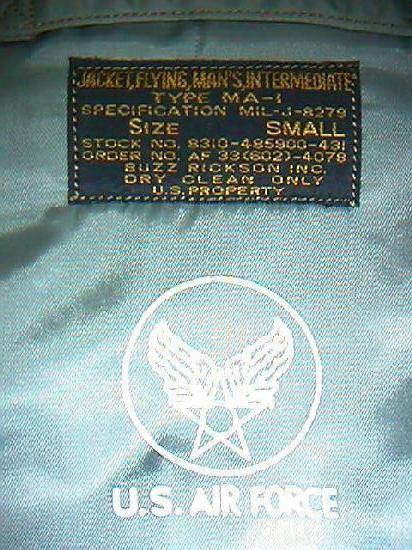 JACKET, FLYING, MAN'S, INTERMEDIATE
TYPE MA-1
SPECIFICATION MIL-J-8279
SIZE SMALL
STOCK NO. 8310-485900-431
ORDER NO. AF 33(602)-4078
BUZZ RICKSON INC.
DRY CLEAN ONLY
U.S. PROPERTY
U.S. AIR FORCE